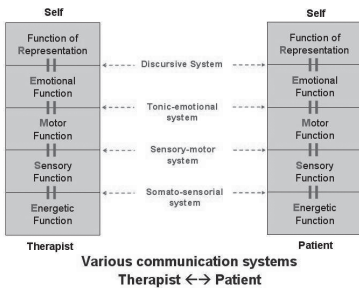 Self
Function of
Representation
Emotional
Function
Motor
Function
Sensory
Function
Energetic
Function
Therapist
Discursive System
Tonic-emotional
system
Sensory-motor
system
Somato-sensorial
system
Self
Function of
Representation
Emotional
Function
Motor
Function
Sensory
Function
Energetic
Function
Patient
Various communication systems
Therapist ←→ Patient